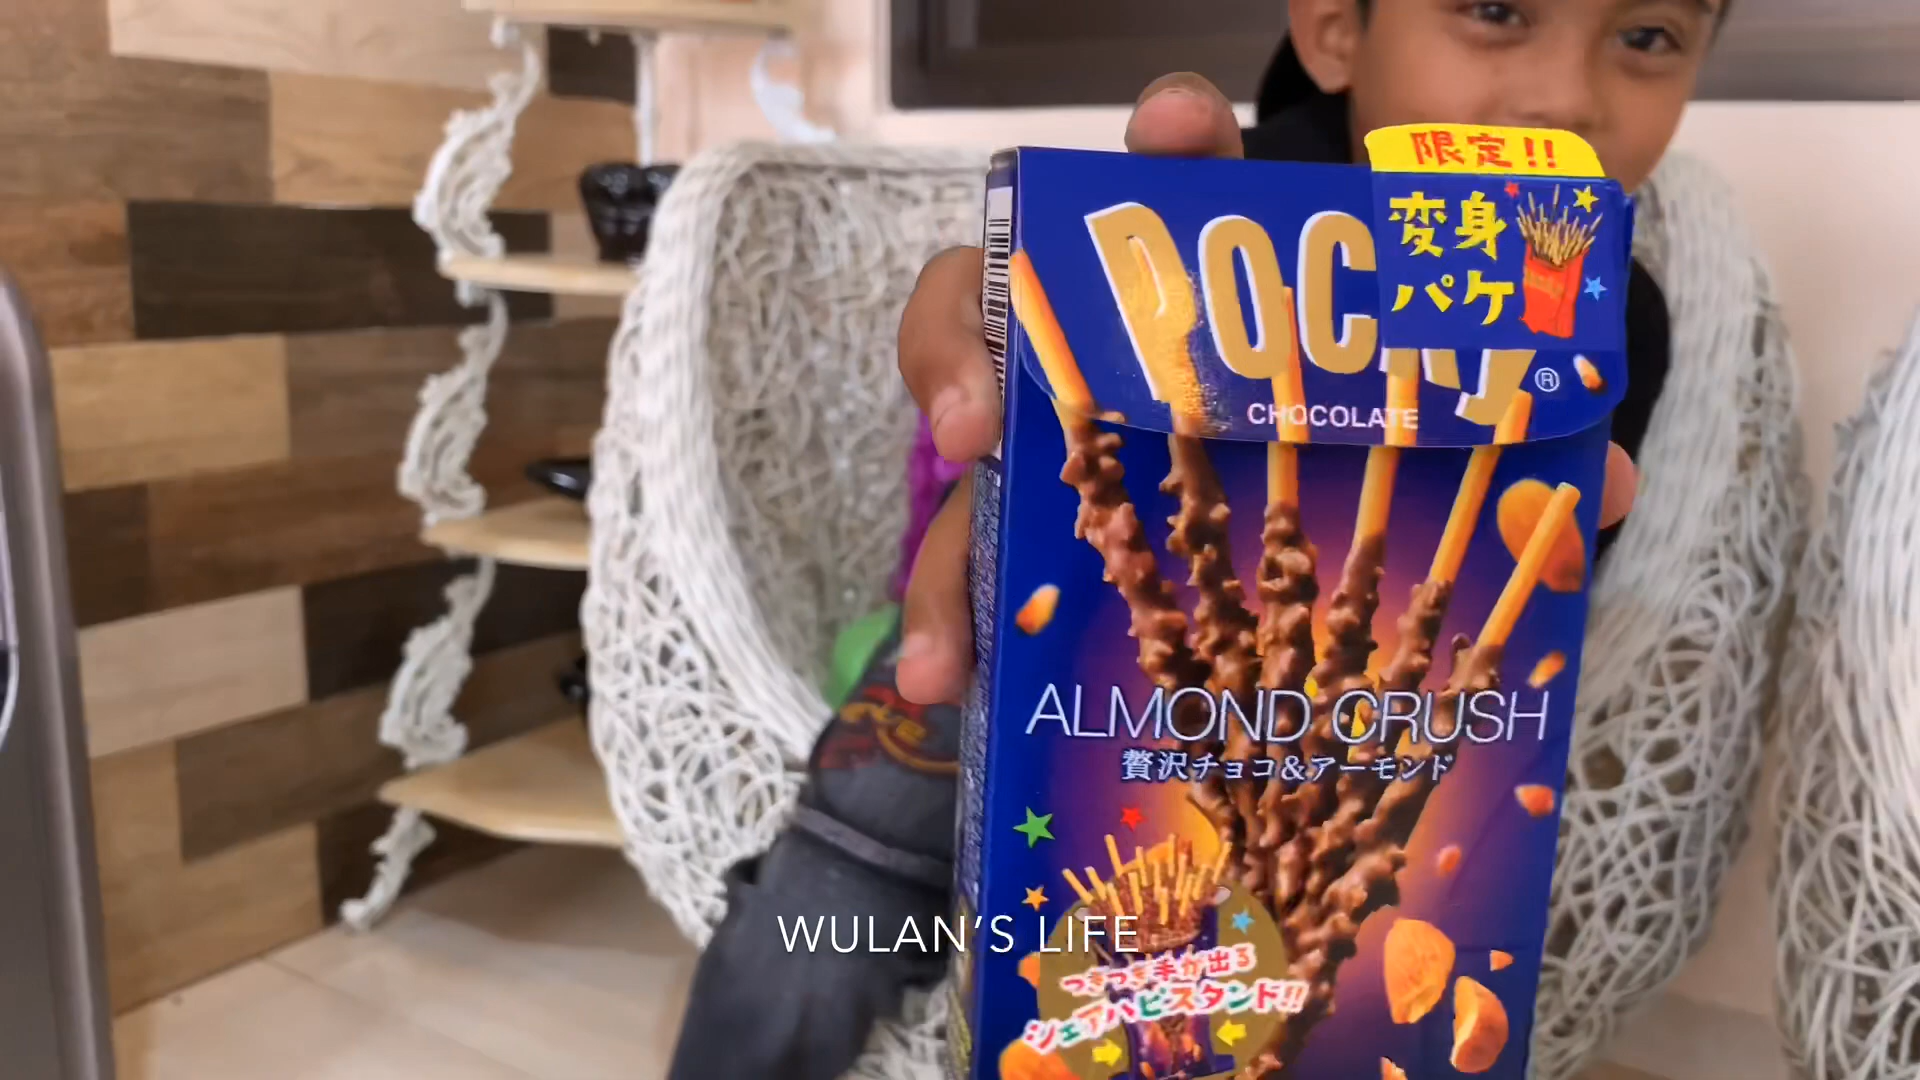 限定!!
変身
パケ
POCKY®
CHOCOLATE
ALMOND CRUSH
贅沢チョコ&アーモンド
WULAN'S LIFE
つぎつぎ手が出る
シェアハピスタンド!!